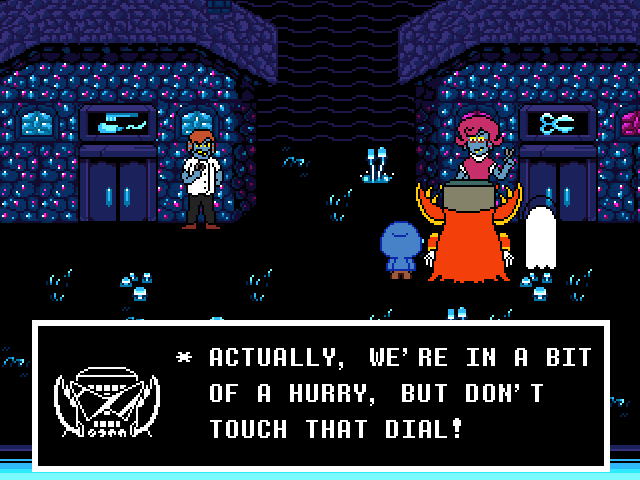 * ACTUALLY, WE'RE IN A BIT
OF A HURRY, BUT DON'T
TOUCH THAT DIAL!